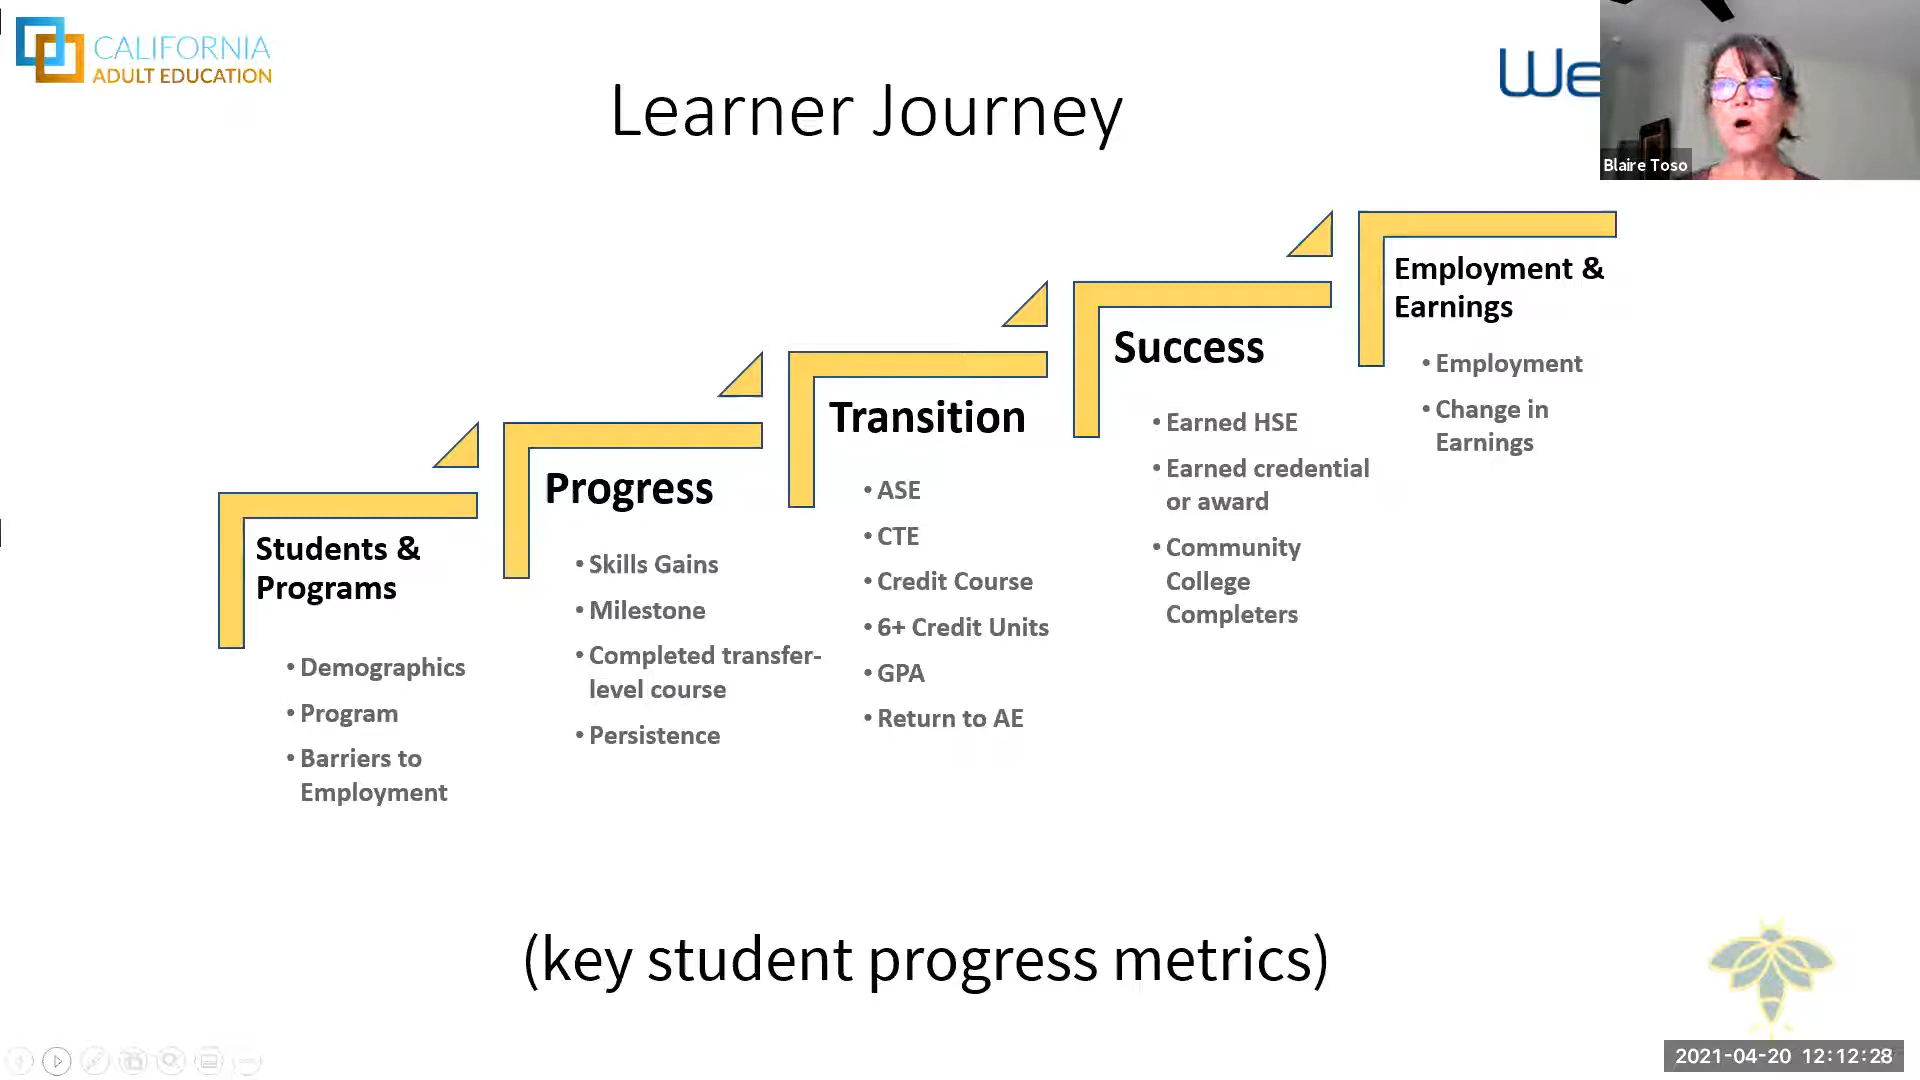 CALIFORNIA
ADULT EDUCATION
Learner Journey
We
Blaire Toso
Students &
Programs
• Demographics
• Program
• Barriers to
Employment
Progress
• Skills Gains
• Milestone
• Completed transfer-
level course
• Persistence
Transition
• ASE
• CTE
• Credit Course
• 6+ Credit Units
• GPA
• Return to AE
Success
• Earned HSE
• Earned credential
or award
• Community
College
Completers
Employment &
Earnings
• Employment
• Change in
Earnings
(key student progress metrics)
2021-04-20 12:12:28